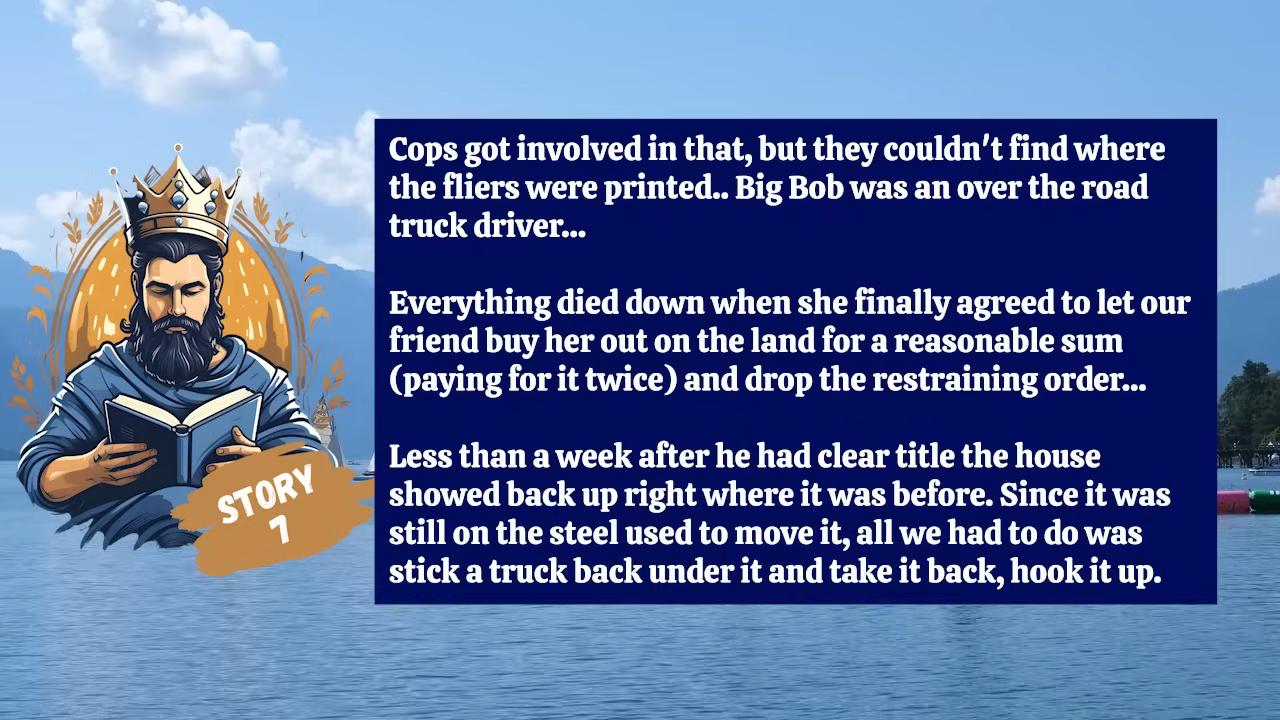 Cops got involved in that, but they couldn't find where
the fliers were printed.. Big Bob was an over the road
truck driver...
Everything died down when she finally agreed to let our
friend buy her out on the land for a reasonable sum
(paying for it twice) and drop the restraining order...
Less than a week after he had clear title the house
showed back up right where it was before. Since it was
still on the steel used to move it, all we had to do was
stick a truck back under it and take it back, hook it up.
STORY
7